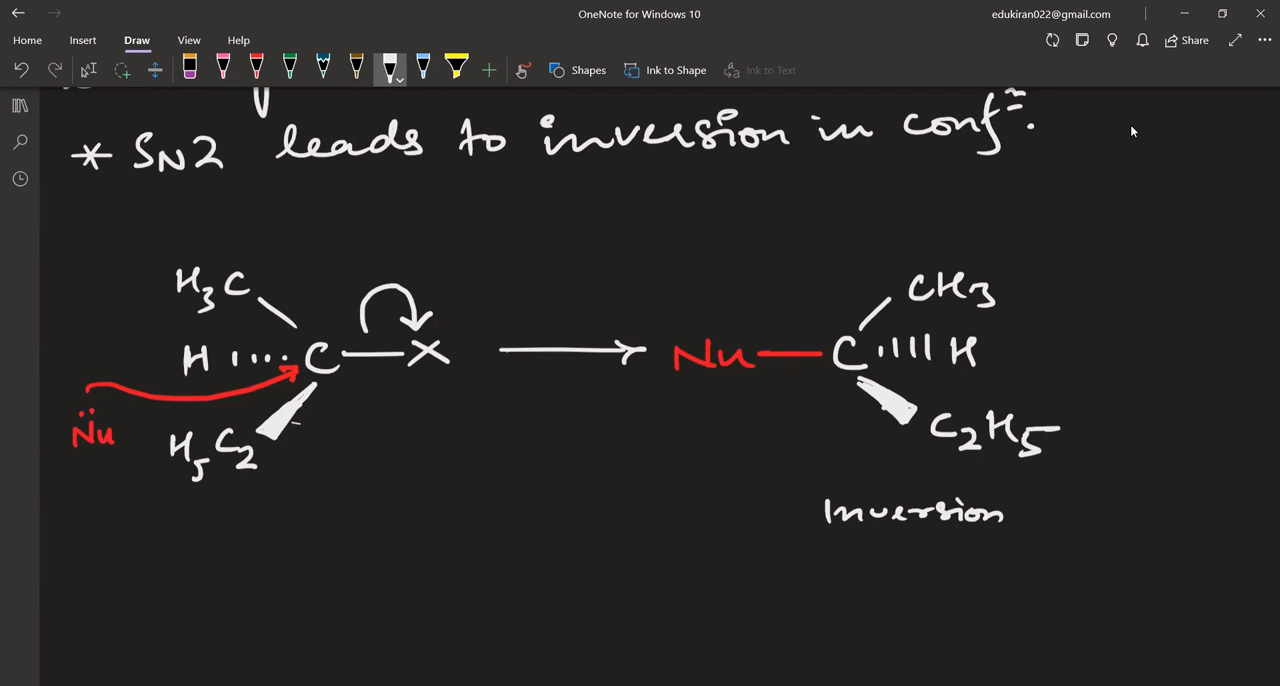 OneNote for Windows 10
edukiran022@gmail.com
Home Insert Draw View Help
Share
Shapes Ink to Shape Ink to Text
* SN2 leads to inversion in confn.
H3C
CH3
H C X Nu C H
N̈u
H5C2
C2H5
Inversion